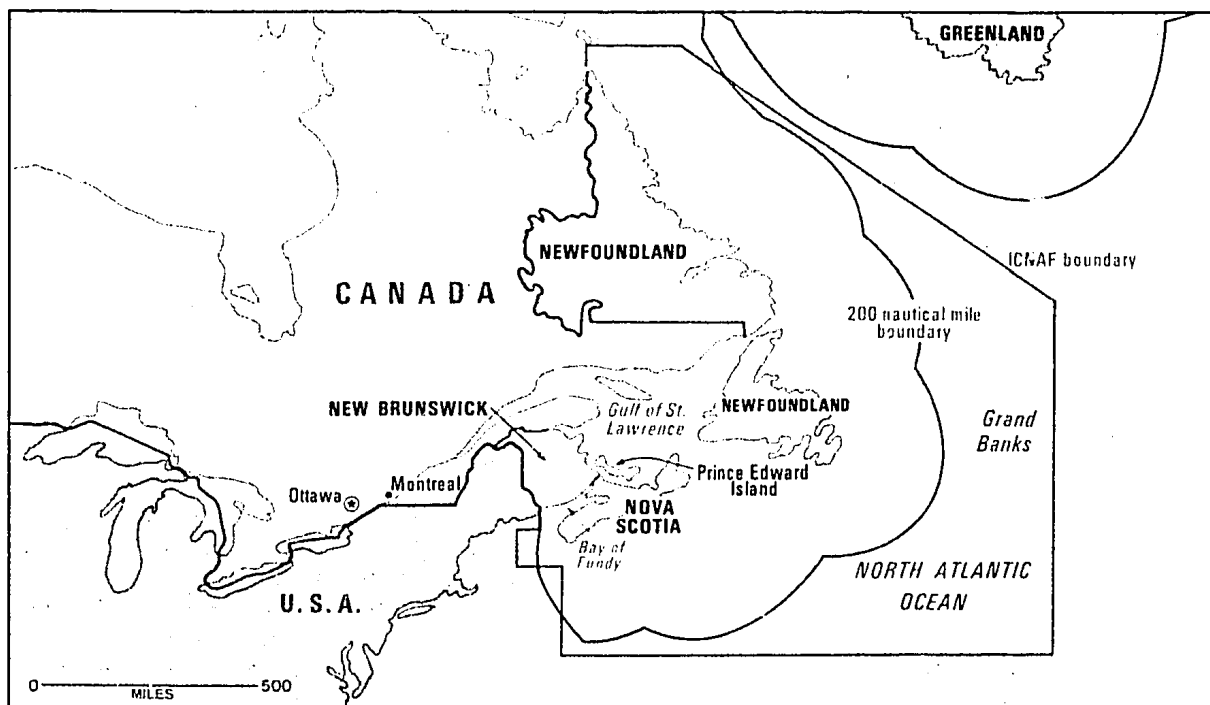 GREENLAND
NEWFOUNDLAND
ICNAF boundary
CANADA
200 nautical mile
boundary
NEW BRUNSWICK
Gulf of St.
Lawrence
NEWFOUNDLAND
Grand
Banks
Prince Edward
Island
Montreal
Ottawa
NOVA
SCOTIA
Bay of
Fundy
NORTH ATLANTIC
OCEAN
U.S.A.
0 500
MILES